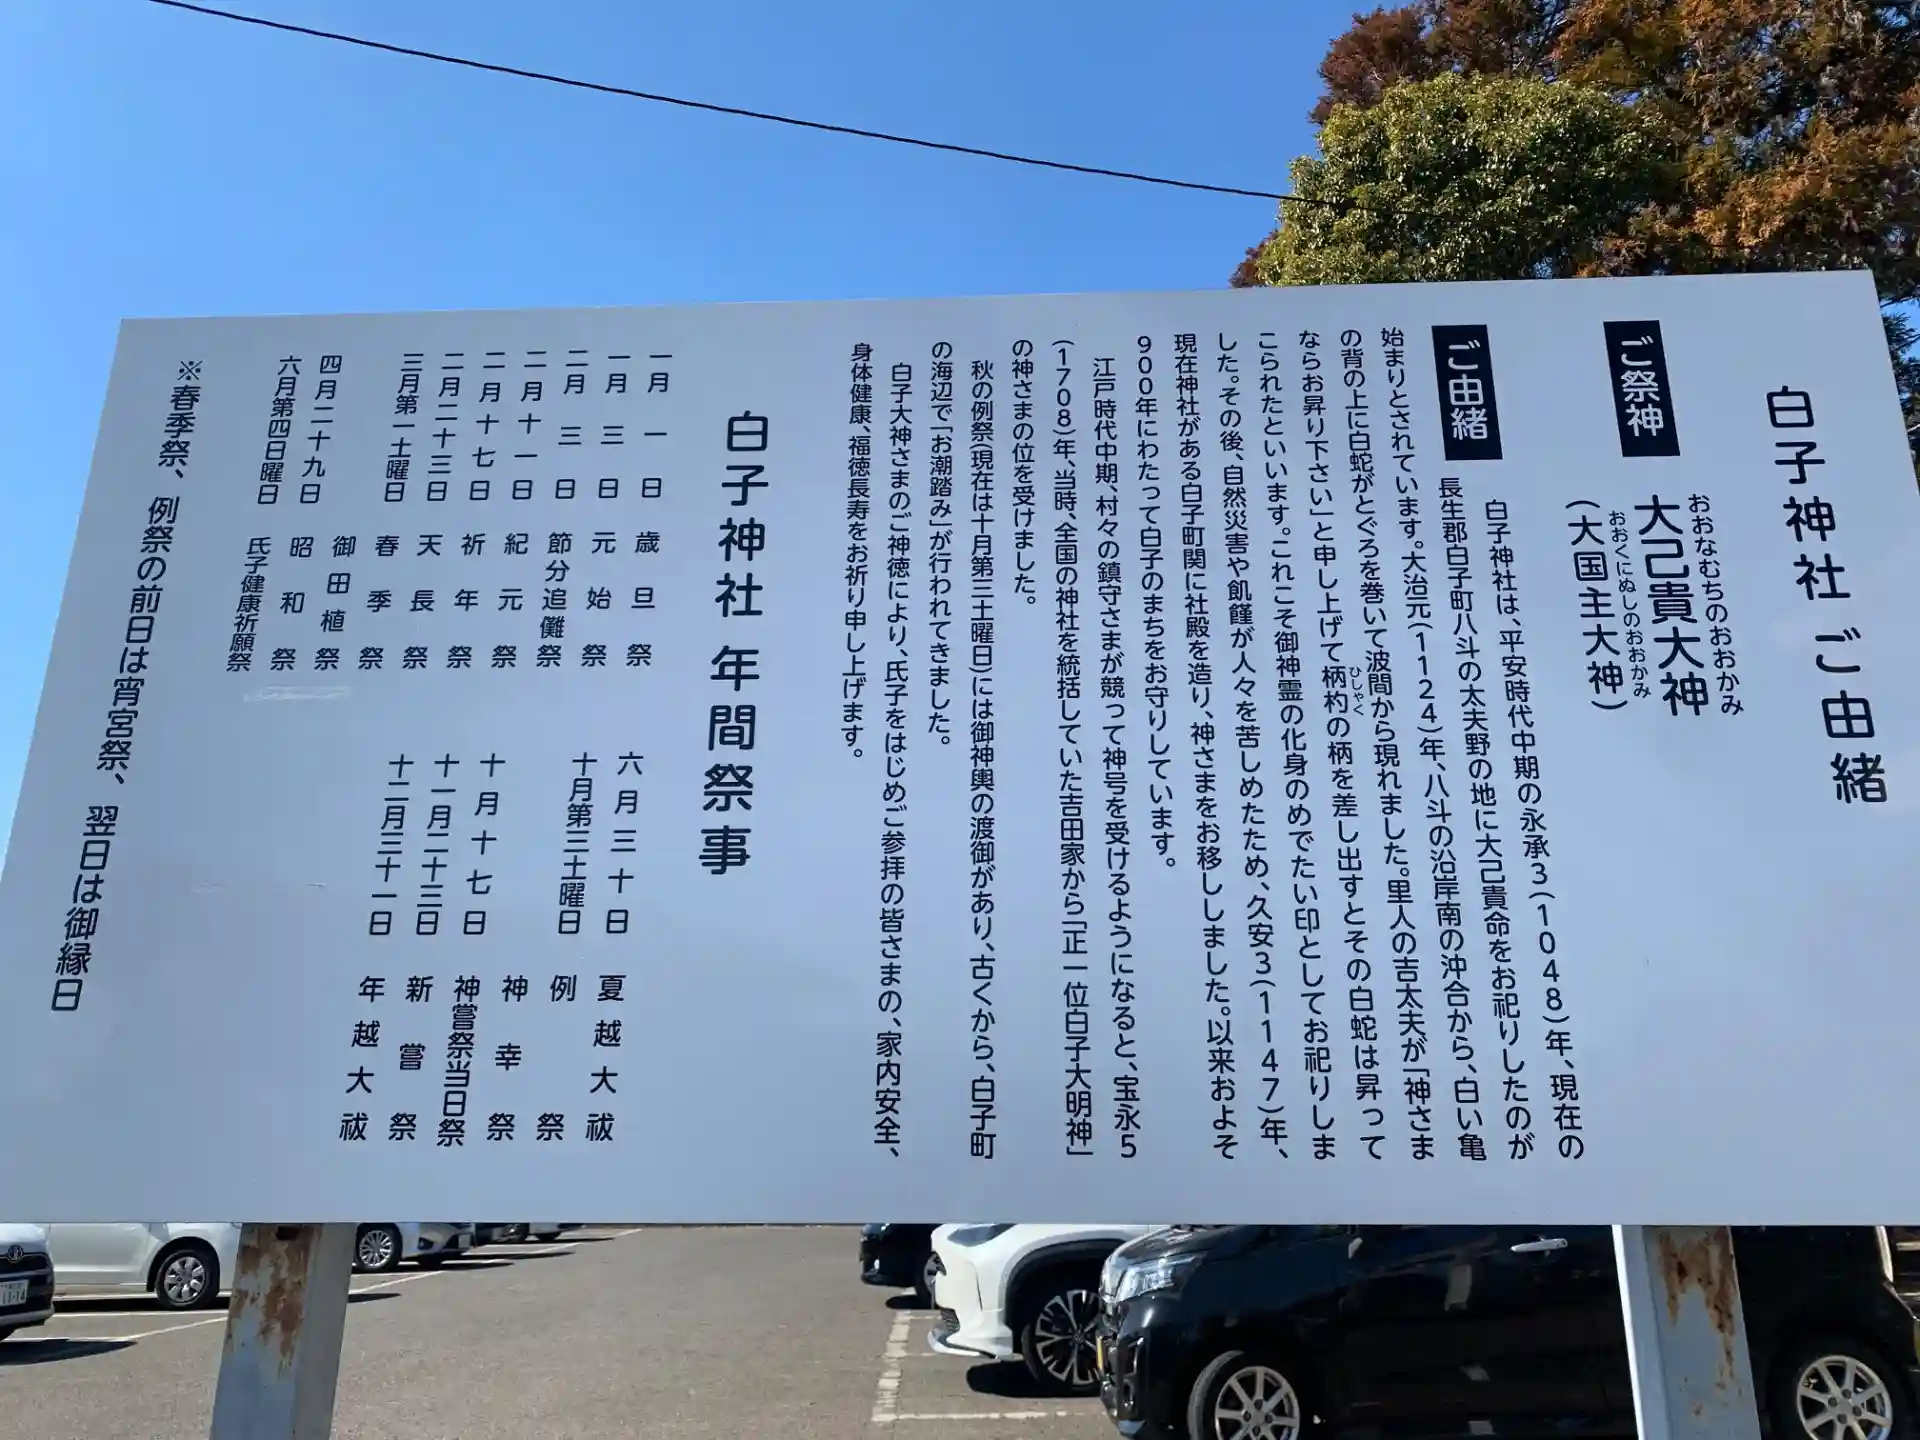 白子神社 ご由緒
ご祭神
おおなむちのおおかみ
大己貴大神
おおくにぬしのおおかみ
(大国主大神)
ご由緒
白子神社は、平安時代中期の永承3(1048)年、現在の
長生郡白子町八斗の太夫野の地に大己貴命をお祀りしたのが
始まりとされています。大治元(1124)年、八斗の沿岸南の沖合から、白い亀
の背の上に白蛇がとぐろを巻いて波間から現れました。里人の吉太夫が「神さま
ならお昇り下さい」と申し上げて柄杓の柄を差し出すとその白蛇は昇って
ひしゃく
こられたといいます。これこそ御神霊の化身のめでたい印としてお祀りしま
した。その後、自然災害や飢饉が人々を苦しめたため、久安3(1147)年、
現在神社がある白子町関に社殿を造り、神さまをお移ししました。以来およそ
900年にわたって白子のまちをお守りしています。
江戸時代中期、村々の鎮守さまが競って神号を受けるようになると、宝永5
(1708)年、当時、全国の神社を統括していた吉田家から「正一位白子大明神」
の神さまの位を受けました。
秋の例祭(現在は十月第三土曜日)には御神輿の渡御があり、古くから、白子町
の海辺で「お潮踏み」が行われてきました。
白子大神さまのご神徳により、氏子をはじめご参拝の皆さまの、家内安全、
身体健康、福徳長寿をお祈り申し上げます。
白子神社 年間祭事
一月一日 歳旦祭
一月三日 元始祭
二月三日 節分追儺祭
二月十一日 紀元祭
二月十七日 祈年祭
二月二十三日 天長祭
三月第一土曜日 春季祭
御田植祭
四月二十九日 昭和祭
六月第四日曜日 氏子健康祈願祭
六月三十日 夏越大祓
十月第三土曜日 例祭
神幸祭
十月十七日 神嘗祭当日祭
十一月二十三日 新嘗祭
十二月三十一日 年越大祓
※春季祭、例祭の前日は宵宮祭、翌日は御縁日
11-14